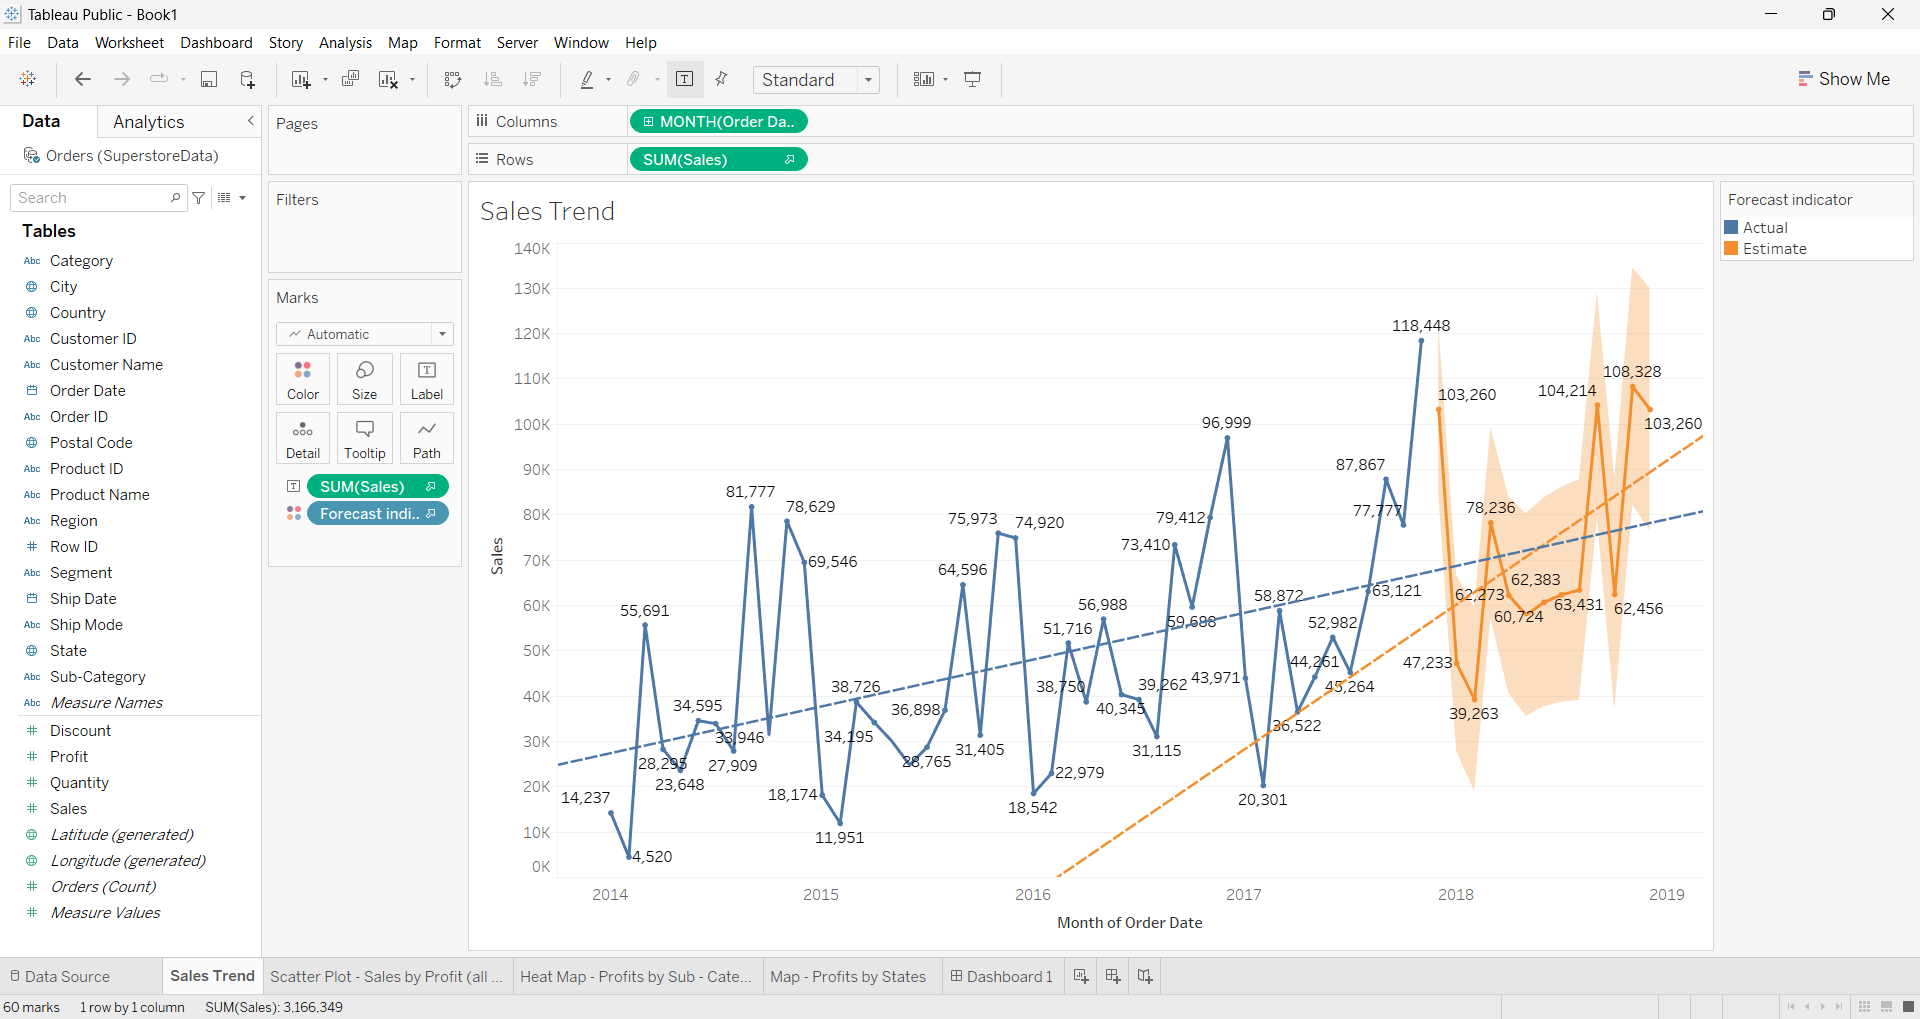 Tableau Public - Book1
File Data Worksheet Dashboard Story Analysis Map Format Server Window Help
Standard
Show Me
Data Analytics
Orders (SuperstoreData)
Search
Tables
Abc Category
City
Country
Abc Customer ID
Abc Customer Name
Order Date
Abc Order ID
Postal Code
Abc Product ID
Abc Product Name
Abc Region
# Row ID
Abc Segment
Ship Date
Abc Ship Mode
State
Abc Sub-Category
Abc Measure Names
# Discount
# Profit
# Quantity
# Sales
Latitude (generated)
Longitude (generated)
# Orders (Count)
# Measure Values
Pages
Filters
Marks
Automatic
Color Size Label
Detail Tooltip Path
SUM(Sales)
Forecast indi..
Columns MONTH(Order Da..
Rows SUM(Sales)
Sales Trend
140K
130K
120K
110K
100K
90K
80K
70K
60K
50K
40K
30K
20K
10K
0K
Sales
14,237
4,520
55,691
28,295
23,648
34,595
33,946
27,909
81,777
78,629
69,546
18,174
11,951
38,726
34,195
28,765
36,898
64,596
31,405
75,973
74,920
18,542
22,979
51,716
38,750
56,988
40,345
39,262
31,115
73,410
59,688
79,412
96,999
43,971
20,301
58,872
36,522
44,261
52,982
45,264
63,121
87,867
77,777
118,448
103,260
47,233
39,263
78,236
62,273
60,724
62,383
63,431
104,214
62,456
108,328
103,260
2014 2015 2016 2017 2018 2019
Month of Order Date
Forecast indicator
Actual
Estimate
Data Source Sales Trend Scatter Plot - Sales by Profit (all ... Heat Map - Profits by Sub - Cate... Map - Profits by States Dashboard 1
60 marks 1 row by 1 column SUM(Sales): 3,166,349